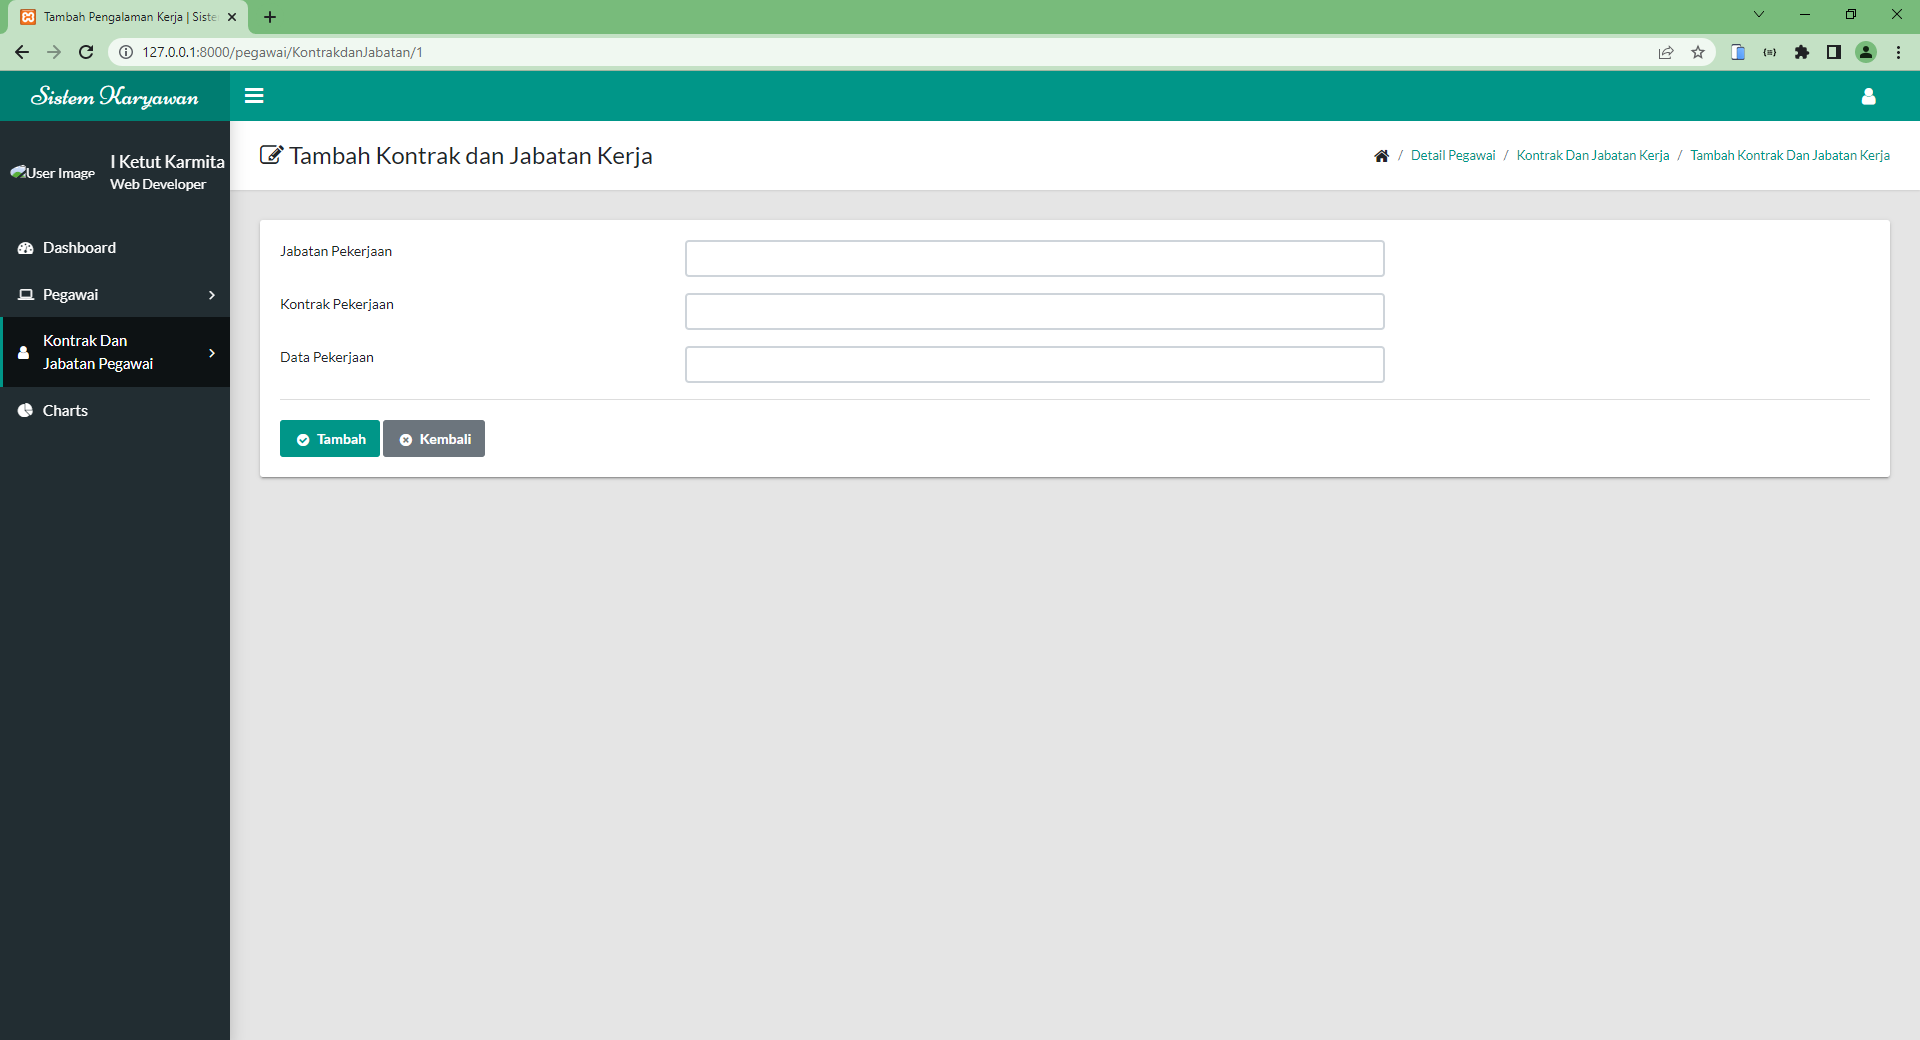 Tambah Pengalaman Kerja | Siste
127.0.0.1:8000/pegawai/KontrakdanJabatan/1
Sistem Karyawan
User Image
I Ketut Karmita
Web Developer
Dashboard
Pegawai
Kontrak Dan
Jabatan Pegawai
Charts
Tambah Kontrak dan Jabatan Kerja
/ Detail Pegawai / Kontrak Dan Jabatan Kerja / Tambah Kontrak Dan Jabatan Kerja
Jabatan Pekerjaan
Kontrak Pekerjaan
Data Pekerjaan
Tambah
Kembali